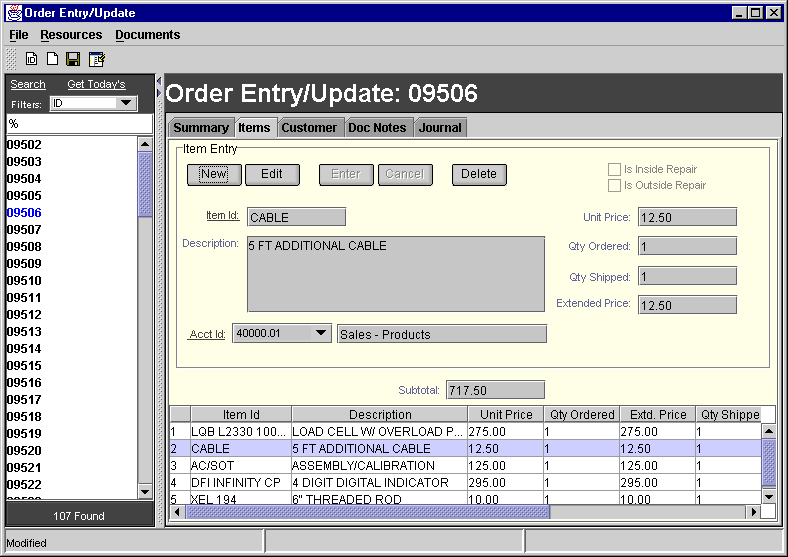 Order Entry/Update
File Resources Documents
Search Get Today's
Filters: ID
%
09502
09503
09504
09505
09506
09507
09508
09509
09510
09511
09512
09513
09514
09515
09516
09517
09518
09519
09520
09521
09522
107 Found
Order Entry/Update: 09506
Summary Items Customer Doc Notes Journal
Item Entry
New Edit Enter Cancel Delete
Is Inside Repair
Is Outside Repair
Item Id: CABLE
Unit Price: 12.50
Description: 5 FT ADDITIONAL CABLE
Qty Ordered: 1
Qty Shipped: 1
Extended Price: 12.50
Acct Id: 40000.01 Sales - Products
Subtotal: 717.50
Item Id Description Unit Price Qty Ordered Extd. Price Qty Shippe
1 LQB L2330 100... LOAD CELL W/ OVERLOAD P... 275.00 1 275.00 1
2 CABLE 5 FT ADDITIONAL CABLE 12.50 1 12.50 1
3 AC/SOT ASSEMBLY/CALIBRATION 125.00 1 125.00 1
4 DFI INFINITY CP 4 DIGIT DIGITAL INDICATOR 295.00 1 295.00 1
5 XEL 194 6" THREADED ROD 10.00 1 10.00 1
Modified